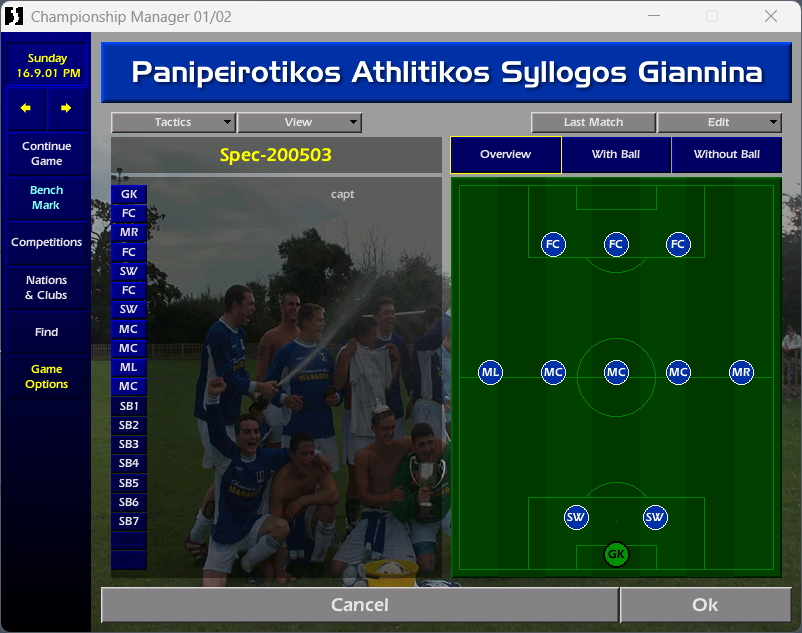 Championship Manager 01/02
Sunday
16.9.01 PM
Panipeirotikos Athlitikos Syllogos Giannina
Continue
Game
Bench
Mark
Competitions
Nations
& Clubs
Find
Game
Options
Tactics
View
Last Match
Edit
Spec-200503
Overview
With Ball
Without Ball
GK
capt
FC
MR
FC
SW
FC
SW
MC
MC
ML
MC
SB1
SB2
SB3
SB4
SB5
SB6
SB7
FC FC FC
ML MC MC MC MR
SW SW
GK
Cancel
Ok